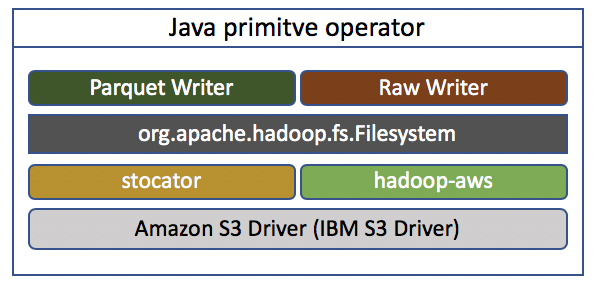 Java primitve operator
Parquet Writer
Raw Writer
org.apache.hadoop.fs.Filesystem
stocator
hadoop-aws
Amazon S3 Driver (IBM S3 Driver)